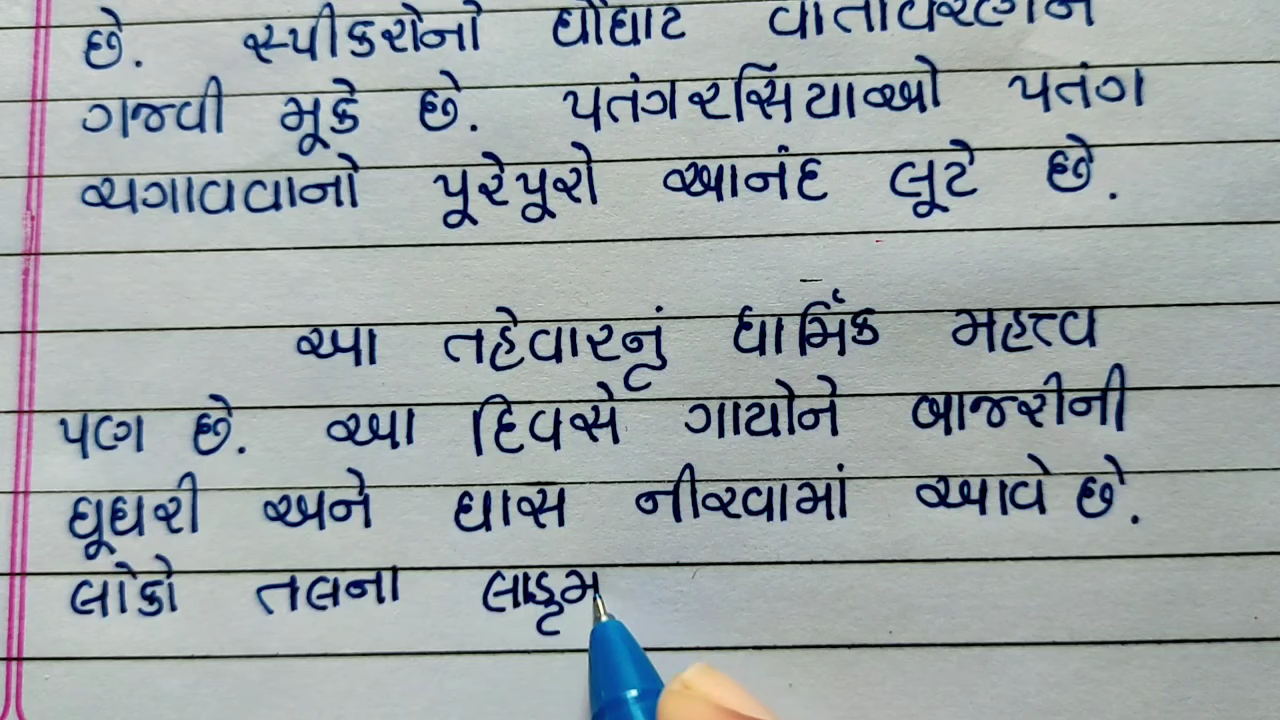 છે. સ્પીકરોનો ઘોંઘાટ વાતાવરણને
ગજવી મૂકે છે. પતંગરસિયાઓ પતંગ
ચગાવવાનો પૂરેપૂરો આનંદ લૂટે છે.
આ તહેવારનું ધાર્મિક મહત્ત્વ
પણ છે. આ દિવસે ગાયોને બાજરીની
ઘૂઘરી અને ઘાસ નીરવામાં આવે છે.
લોકો તલના લાડુમ